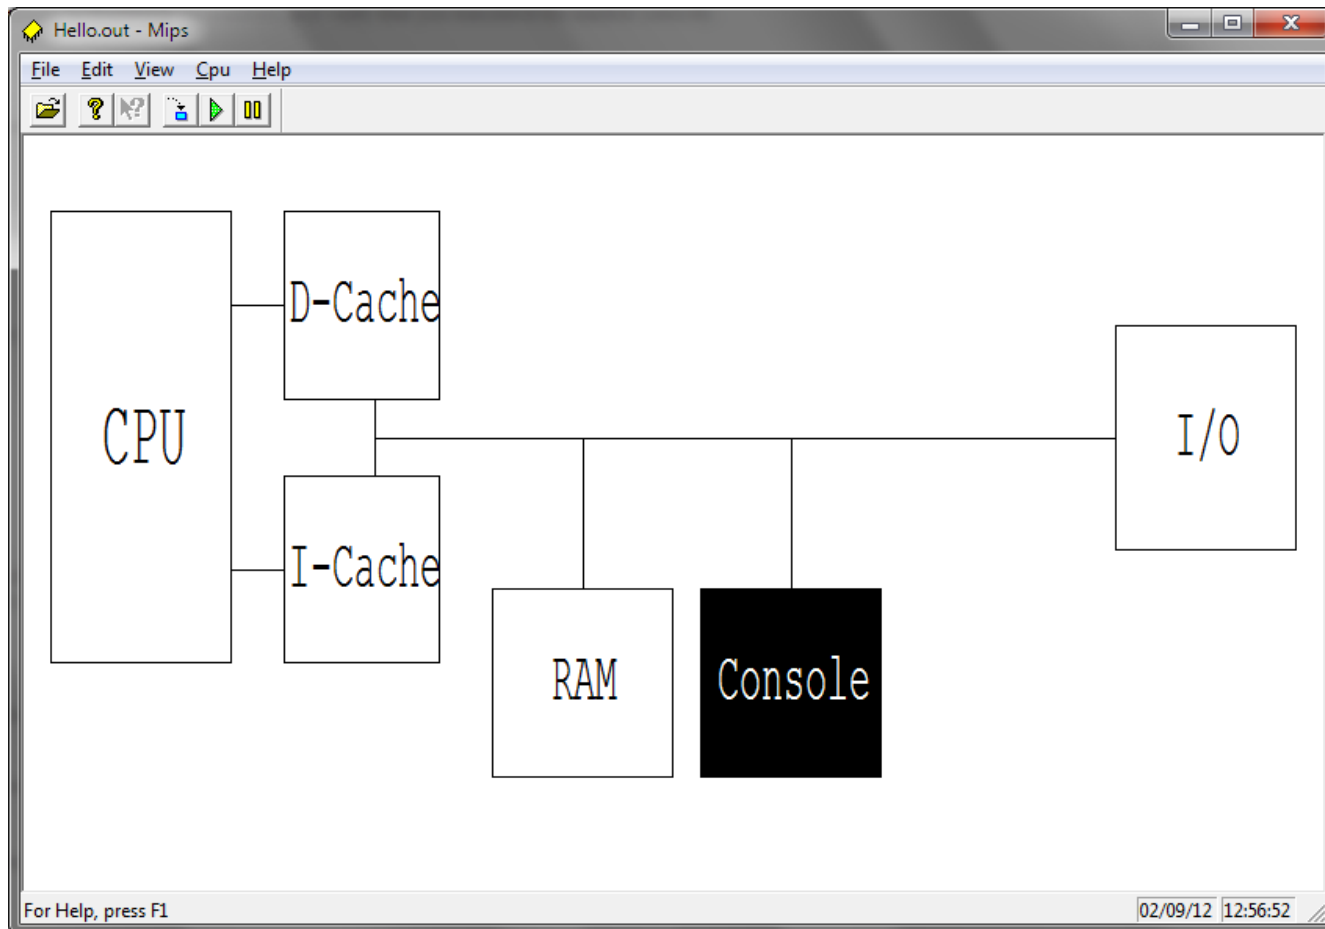 Hello.out - Mips
File Edit View Cpu Help
D-Cache
CPU
I/O
I-Cache
RAM
Console
For Help, press F1
02/09/12 12:56:52